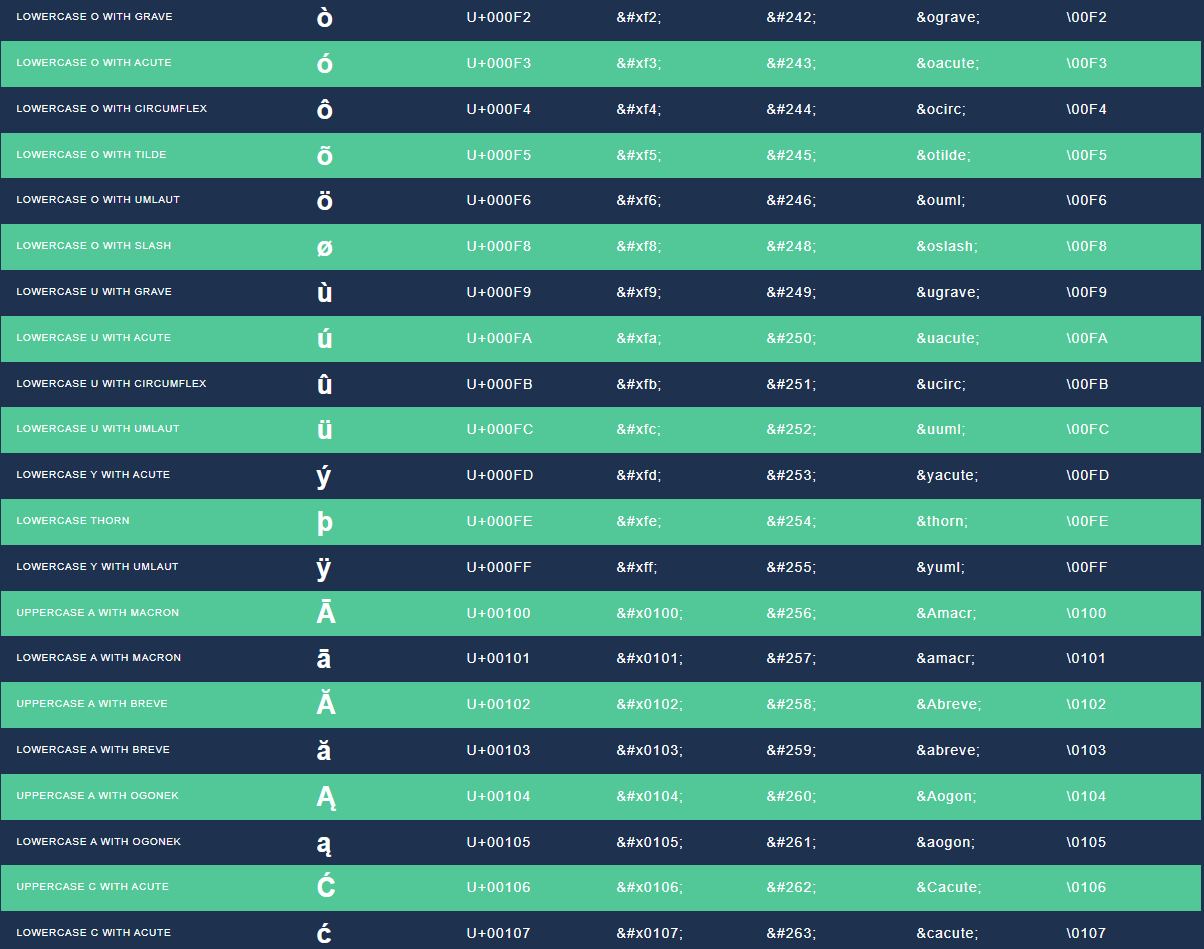 LOWERCASE O WITH GRAVE ò U+000F2 &#xf2; &#242; &ograve; \00F2
LOWERCASE O WITH ACUTE ó U+000F3 &#xf3; &#243; &oacute; \00F3
LOWERCASE O WITH CIRCUMFLEX ô U+000F4 &#xf4; &#244; &ocirc; \00F4
LOWERCASE O WITH TILDE õ U+000F5 &#xf5; &#245; &otilde; \00F5
LOWERCASE O WITH UMLAUT ö U+000F6 &#xf6; &#246; &ouml; \00F6
LOWERCASE O WITH SLASH ø U+000F8 &#xf8; &#248; &oslash; \00F8
LOWERCASE U WITH GRAVE ù U+000F9 &#xf9; &#249; &ugrave; \00F9
LOWERCASE U WITH ACUTE ú U+000FA &#xfa; &#250; &uacute; \00FA
LOWERCASE U WITH CIRCUMFLEX û U+000FB &#xfb; &#251; &ucirc; \00FB
LOWERCASE U WITH UMLAUT ü U+000FC &#xfc; &#252; &uuml; \00FC
LOWERCASE Y WITH ACUTE ý U+000FD &#xfd; &#253; &yacute; \00FD
LOWERCASE THORN þ U+000FE &#xfe; &#254; &thorn; \00FE
LOWERCASE Y WITH UMLAUT ÿ U+000FF &#xff; &#255; &yuml; \00FF
UPPERCASE A WITH MACRON Ā U+00100 &#x0100; &#256; &Amacr; \0100
LOWERCASE A WITH MACRON ā U+00101 &#x0101; &#257; &amacr; \0101
UPPERCASE A WITH BREVE Ă U+00102 &#x0102; &#258; &Abreve; \0102
LOWERCASE A WITH BREVE ă U+00103 &#x0103; &#259; &abreve; \0103
UPPERCASE A WITH OGONEK Ą U+00104 &#x0104; &#260; &Aogon; \0104
LOWERCASE A WITH OGONEK ą U+00105 &#x0105; &#261; &aogon; \0105
UPPERCASE C WITH ACUTE Ć U+00106 &#x0106; &#262; &Cacute; \0106
LOWERCASE C WITH ACUTE ć U+00107 &#x0107; &#263; &cacute; \0107